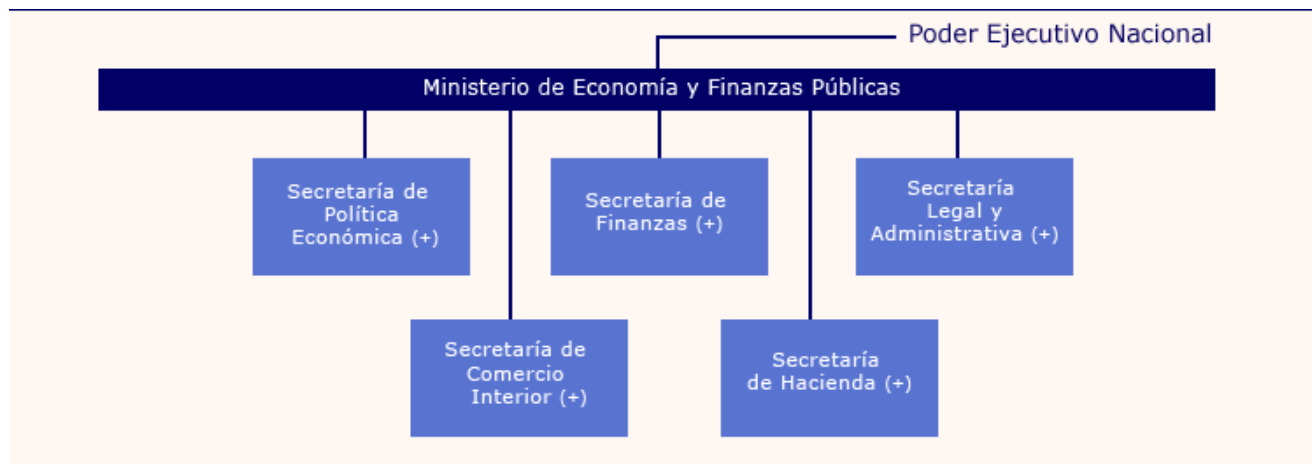 Poder Ejecutivo Nacional
Ministerio de Economía y Finanzas Públicas
Secretaría de
Política
Económica (+)
Secretaría de
Finanzas (+)
Secretaría
Legal y
Administrativa (+)
Secretaría de
Comercio
Interior (+)
Secretaría
de Hacienda (+)